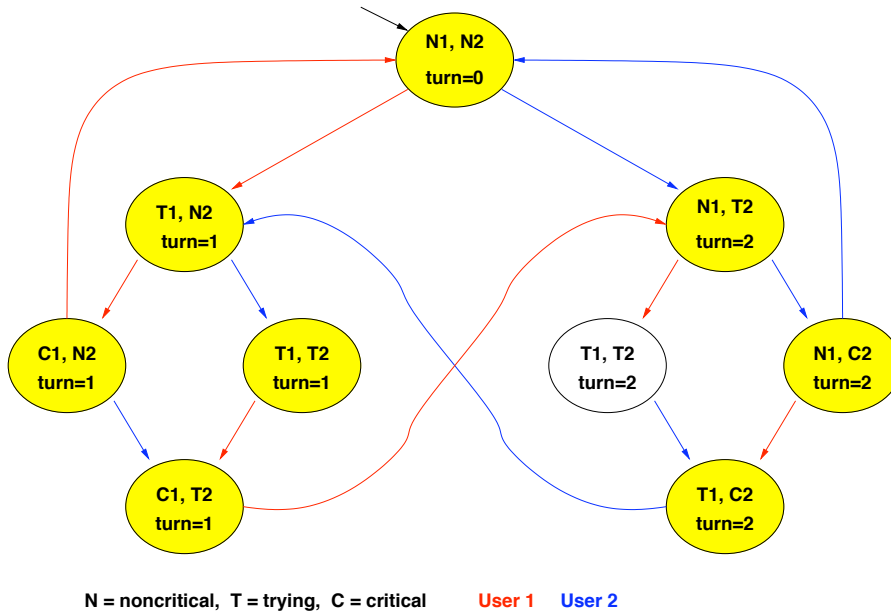 N1, N2
turn=0
T1, N2
turn=1
N1, T2
turn=2
C1, N2
turn=1
T1, T2
turn=1
T1, T2
turn=2
N1, C2
turn=2
C1, T2
turn=1
T1, C2
turn=2
N = noncritical, T = trying, C = critical User 1 User 2